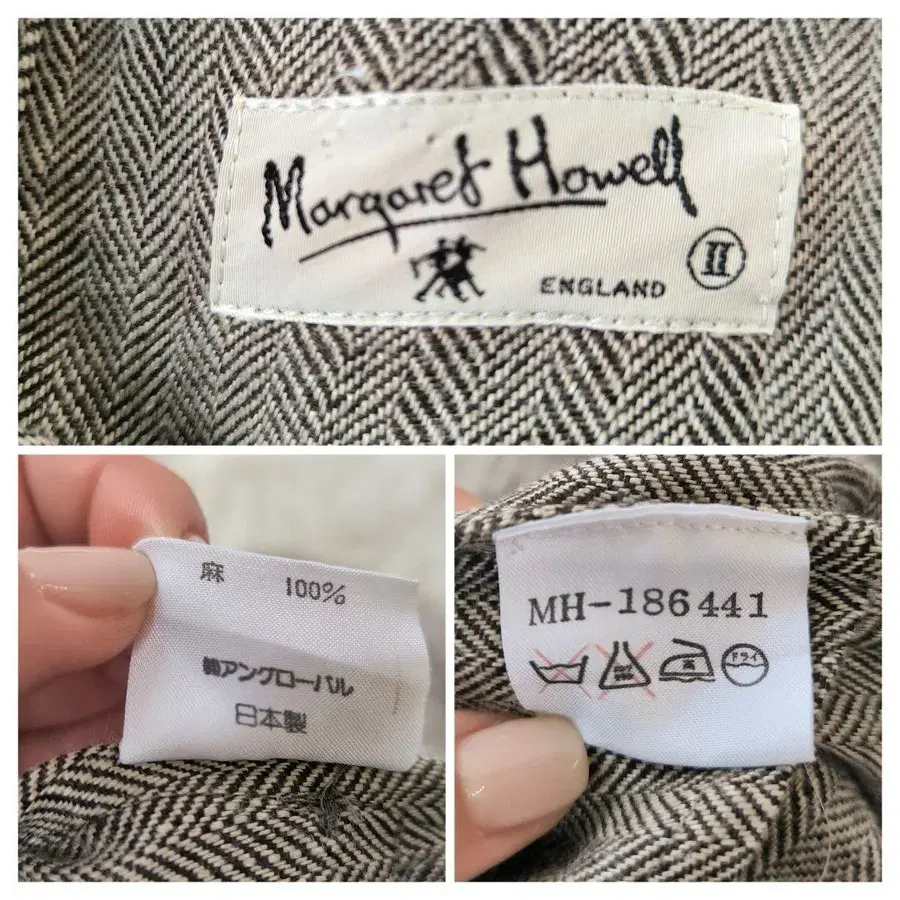 Margaret Howell
ENGLAND
II
麻 100%
㈱アングローバル
日本製
MH-186441
高
ドライ